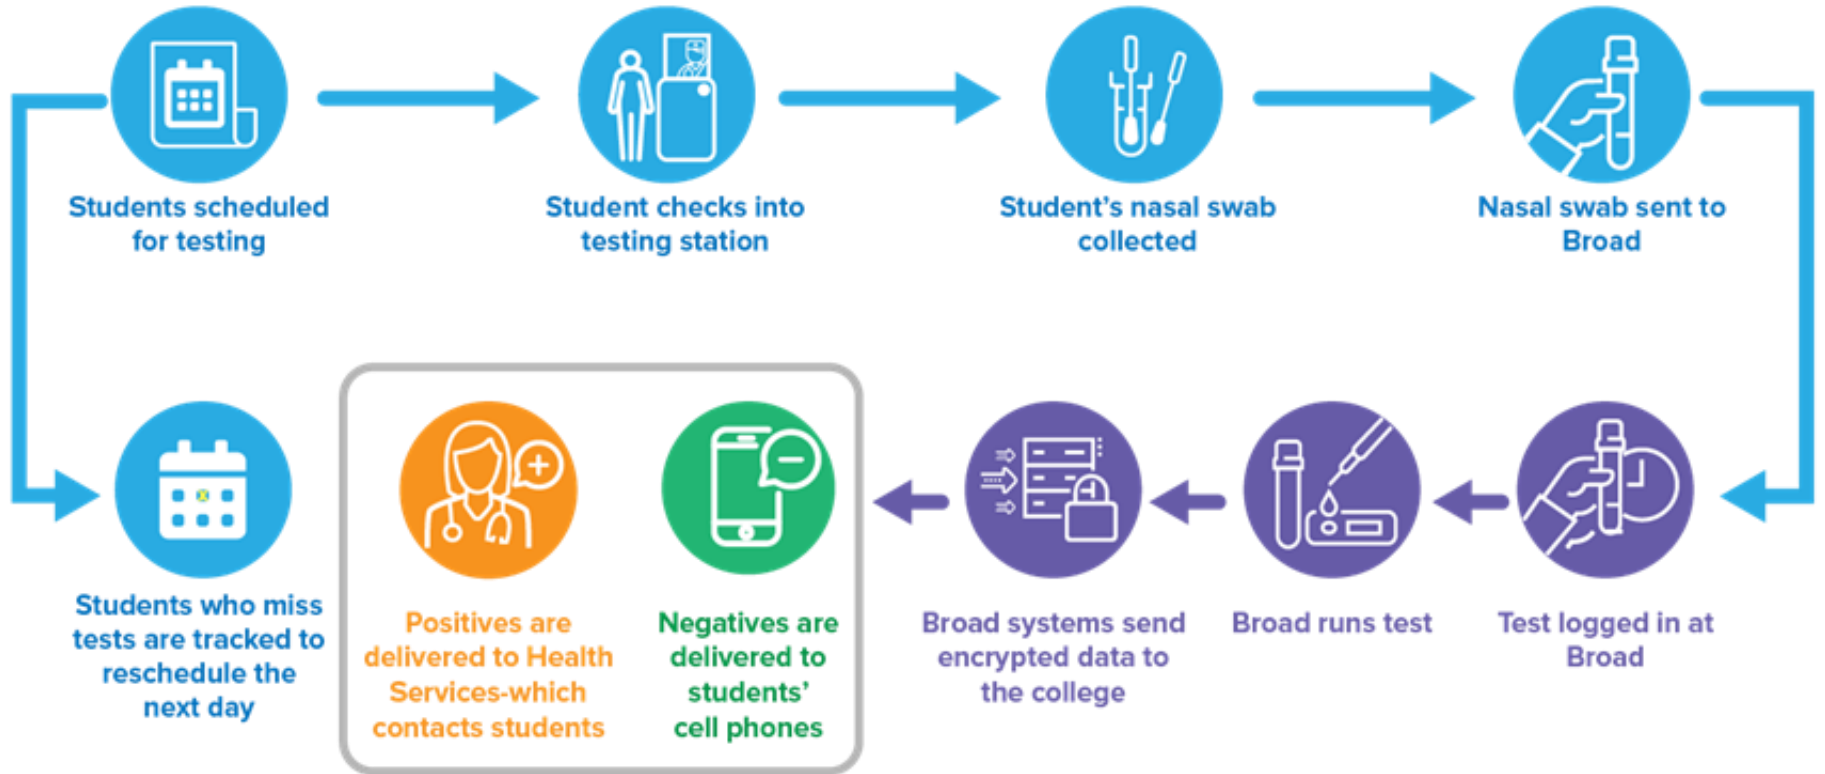 Students scheduled
for testing
Student checks into
testing station
Student's nasal swab
collected
Nasal swab sent to
Broad
Students who miss
tests are tracked to
reschedule the
next day
Positives are
delivered to Health
Services-which
contacts students
Negatives are
delivered to
students'
cell phones
Broad systems send
encrypted data to
the college
Broad runs test
Test logged in at
Broad